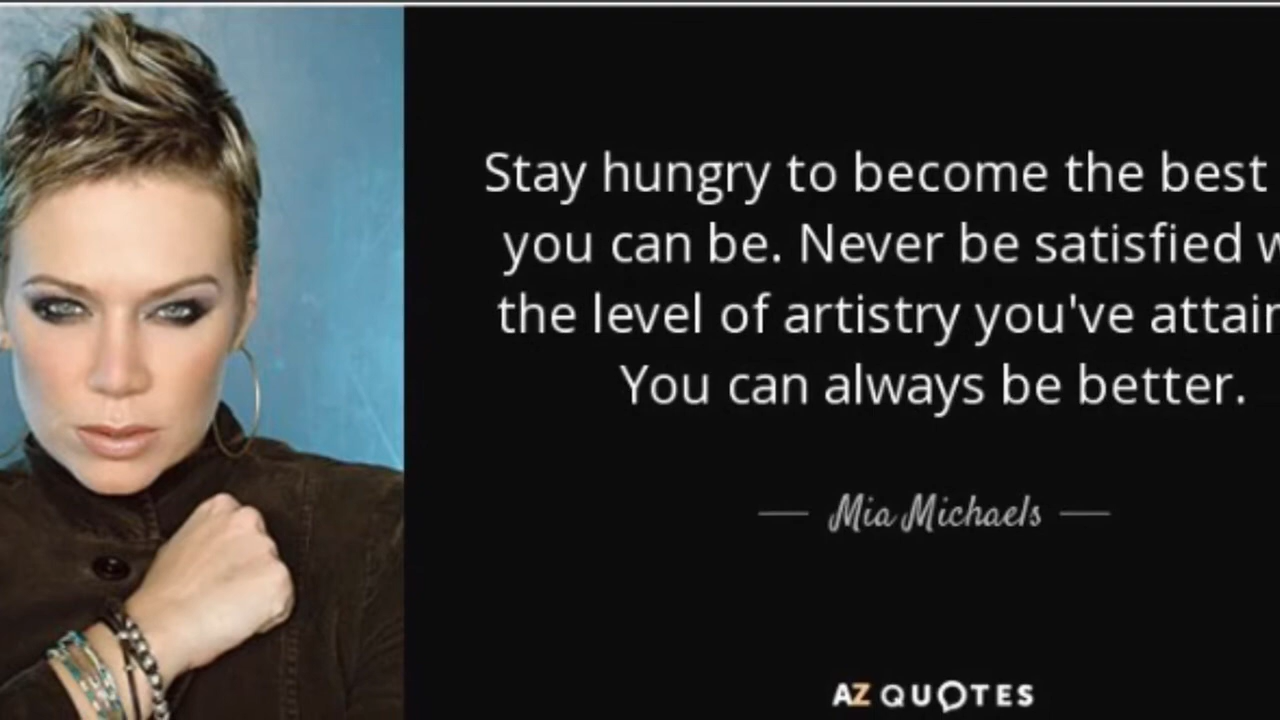 Stay hungry to become the best
you can be. Never be satisfied
the level of artistry you've
You can always be better.
Mia Michaels
AZ QUOTES